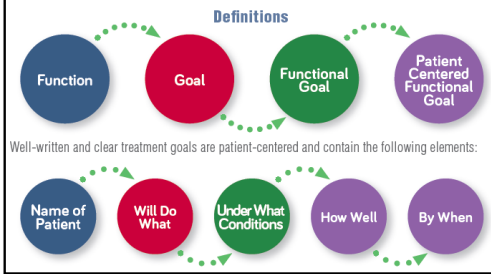 Definitions
Function
Goal
Functional
Goal
Patient
Centered
Functional
Goal
Well-written and clear treatment goals are patient-centered and contain the following elements:
Name of
Patient
Will Do
What
Under What
Conditions
How Well
By When